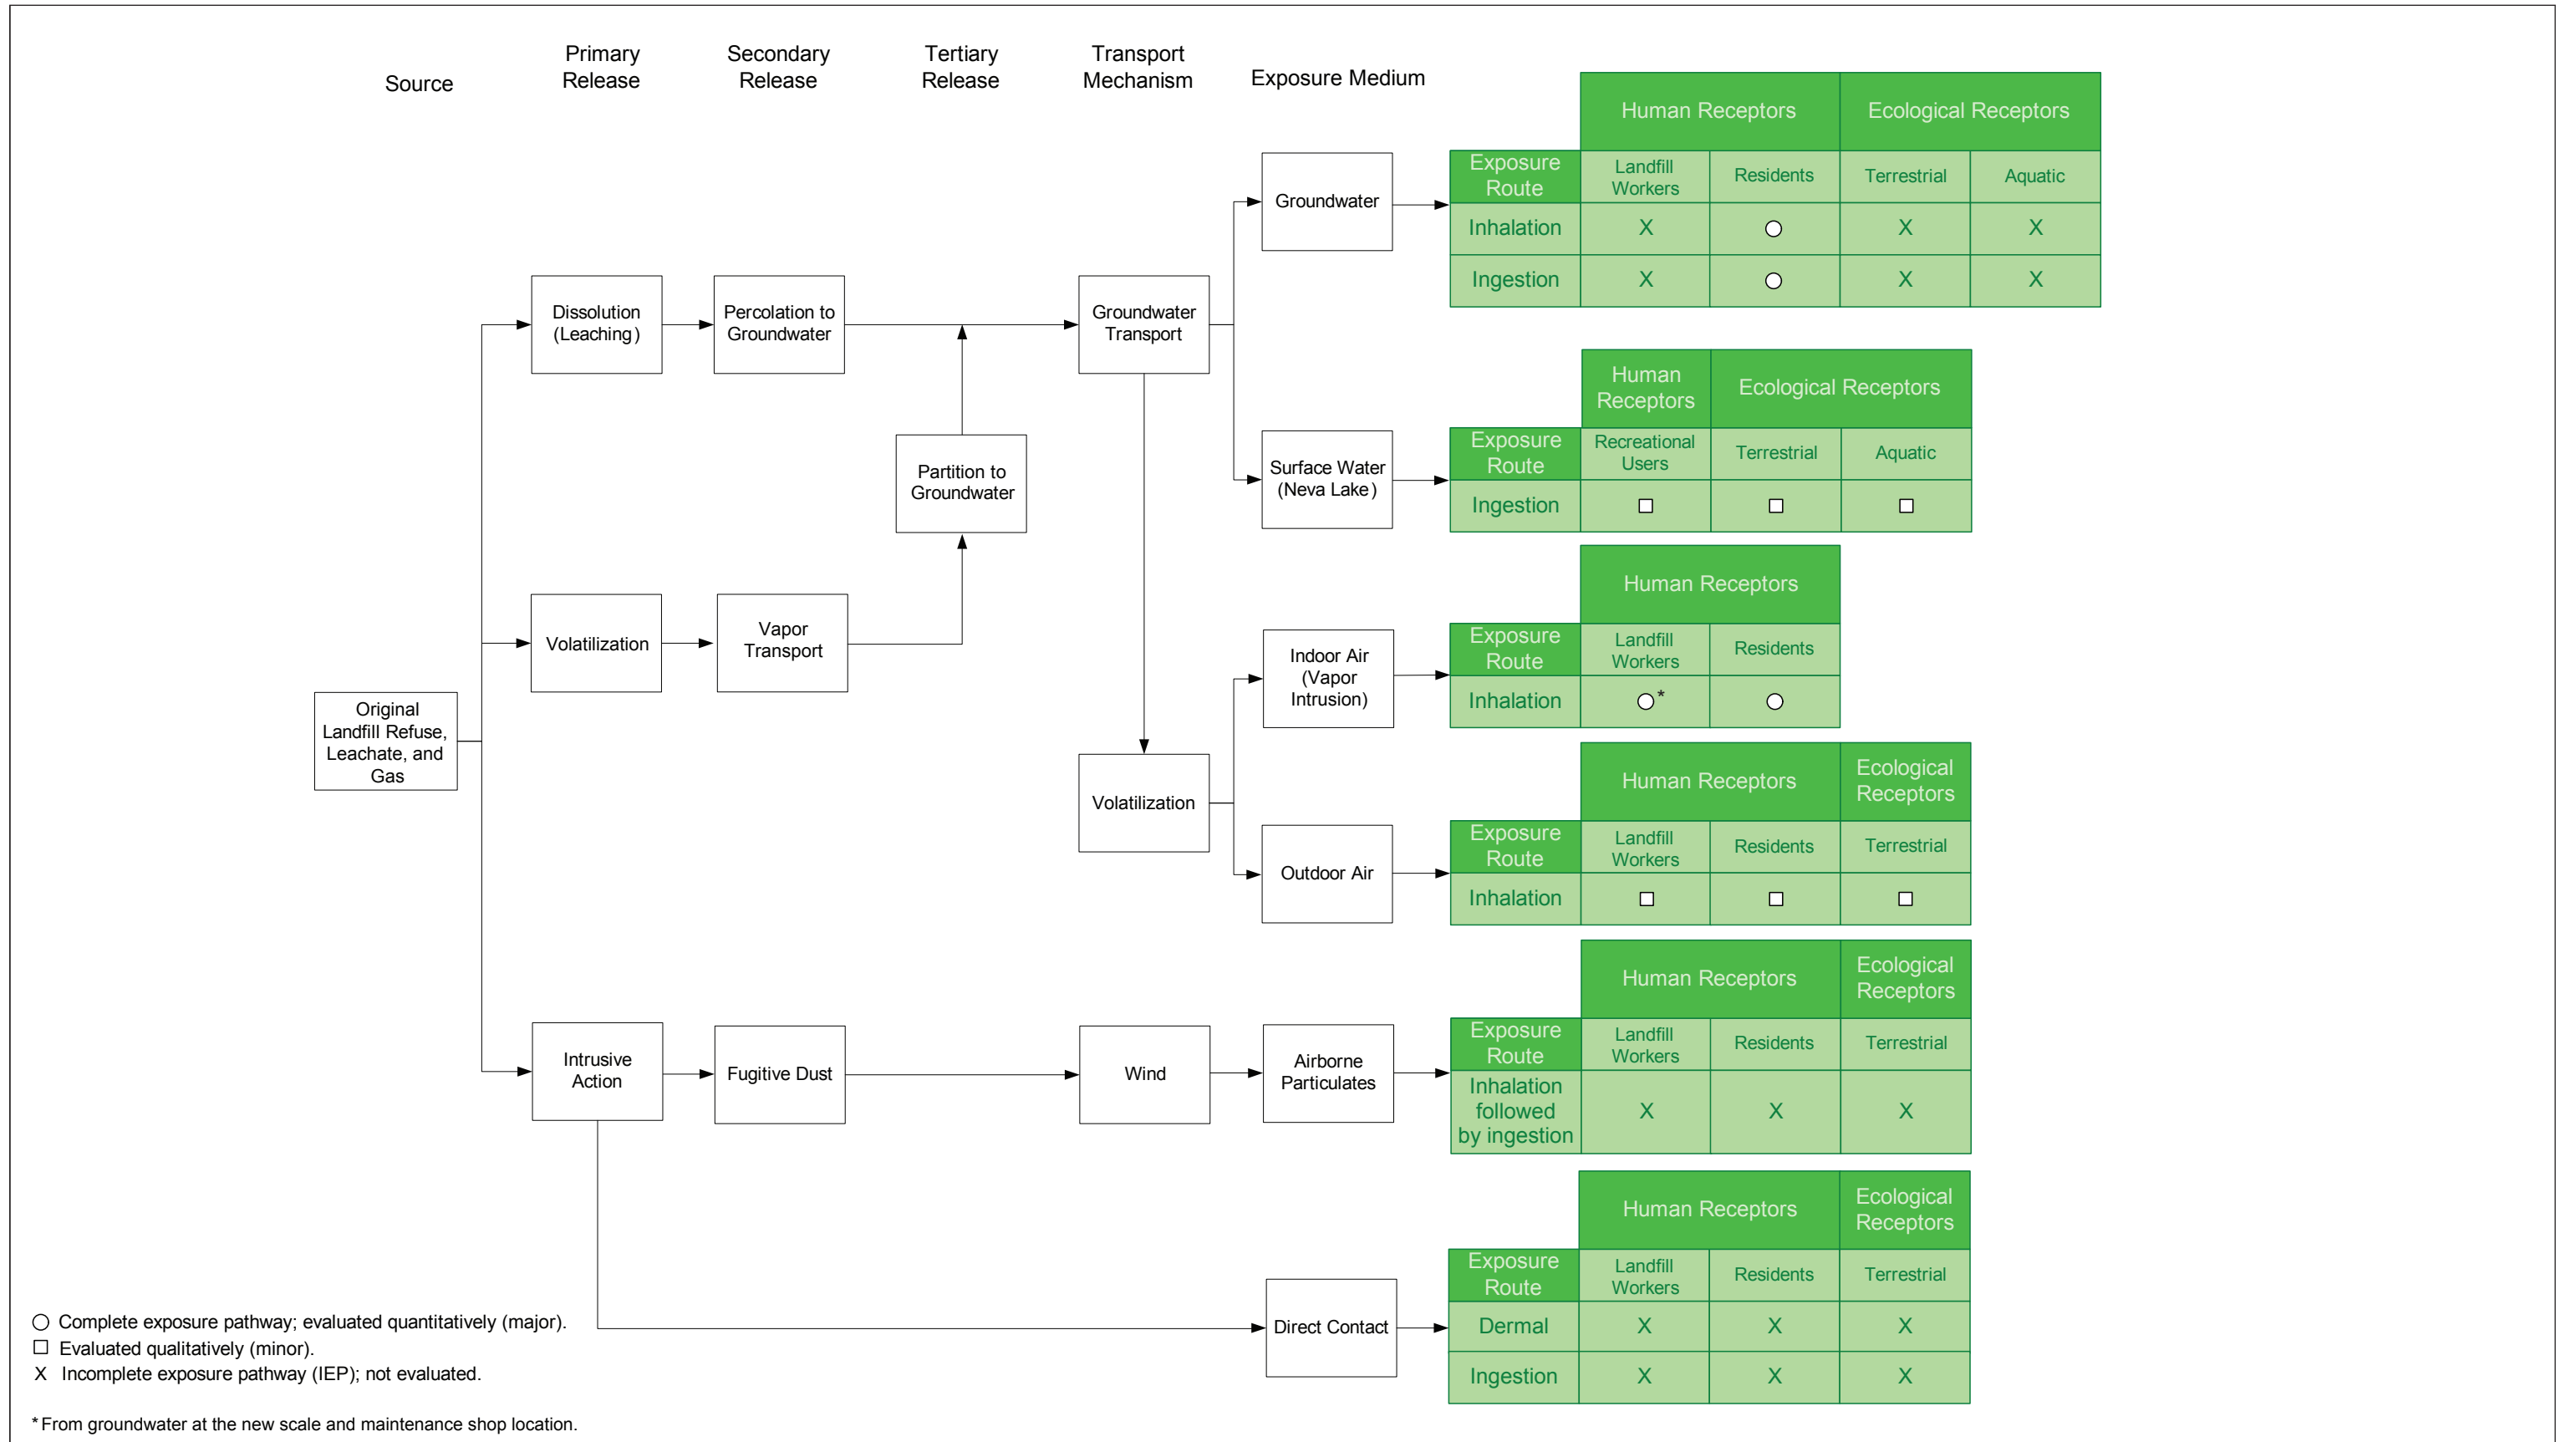 Source
Primary
Release
Secondary
Release
Tertiary
Release
Transport
Mechanism
Exposure Medium
Original
Landfill Refuse,
Leachate, and
Gas
Dissolution
(Leaching)
Percolation to
Groundwater
Volatilization
Vapor
Transport
Partition to
Groundwater
Groundwater
Transport
Volatilization
Intrusive
Action
Fugitive Dust
Wind
Groundwater
Human Receptors
Ecological Receptors
Exposure
Route
Landfill
Workers
Residents
Terrestrial
Aquatic
Inhalation
X
X
X
Ingestion
X
X
X
Surface Water
(Neva Lake)
Human
Receptors
Ecological Receptors
Exposure
Route
Recreational
Users
Terrestrial
Aquatic
Ingestion
Indoor Air
(Vapor
Intrusion)
Human Receptors
Exposure
Route
Landfill
Workers
Residents
Inhalation
*
Outdoor Air
Human Receptors
Ecological
Receptors
Exposure
Route
Landfill
Workers
Residents
Terrestrial
Inhalation
Airborne
Particulates
Human Receptors
Ecological
Receptors
Exposure
Route
Landfill
Workers
Residents
Terrestrial
Inhalation
followed
by ingestion
X
X
X
Direct Contact
Human Receptors
Ecological
Receptors
Exposure
Route
Landfill
Workers
Residents
Terrestrial
Dermal
X
X
X
Ingestion
X
X
X
Complete exposure pathway; evaluated quantitatively (major).
Evaluated qualitatively (minor).
X Incomplete exposure pathway (IEP); not evaluated.
* From groundwater at the new scale and maintenance shop location.